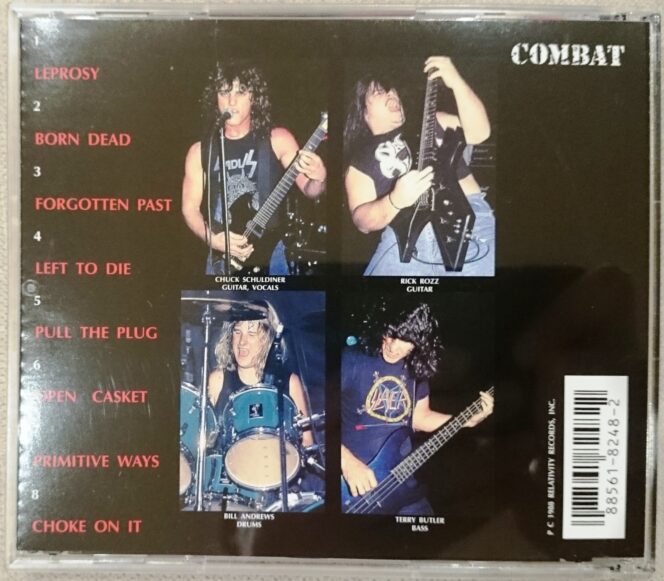 COMBAT
1
LEPROSY
2
BORN DEAD
3
FORGOTTEN PAST
4
LEFT TO DIE
5
PULL THE PLUG
6
OPEN CASKET
PRIMITIVE WAYS
8
CHOKE ON IT
CHUCK SCHULDINER
GUITAR, VOCALS
RICK ROZZ
GUITAR
SLAYER
BILL ANDREWS
DRUMS
TERRY BUTLER
BASS
P C 1988 RELATIVITY RECORDS, INC.
88561-8248-2